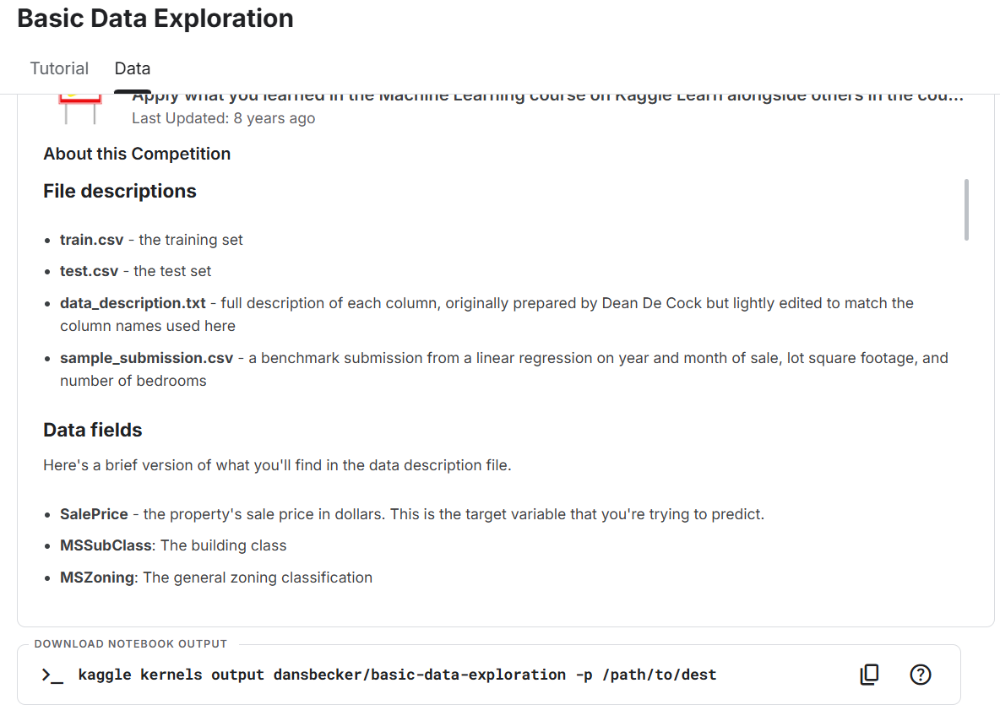 Basic Data Exploration
Tutorial Data
Apply what you learned in the Machine Learning course on Kaggle Learn alongside others in the cou...
Last Updated: 8 years ago
About this Competition
File descriptions
• train.csv - the training set
• test.csv - the test set
• data_description.txt - full description of each column, originally prepared by Dean De Cock but lightly edited to match the
column names used here
• sample_submission.csv - a benchmark submission from a linear regression on year and month of sale, lot square footage, and
number of bedrooms
Data fields
Here's a brief version of what you'll find in the data description file.
• SalePrice - the property's sale price in dollars. This is the target variable that you're trying to predict.
• MSSubClass: The building class
• MSZoning: The general zoning classification
DOWNLOAD NOTEBOOK OUTPUT
>_ kaggle kernels output dansbecker/basic-data-exploration -p /path/to/dest